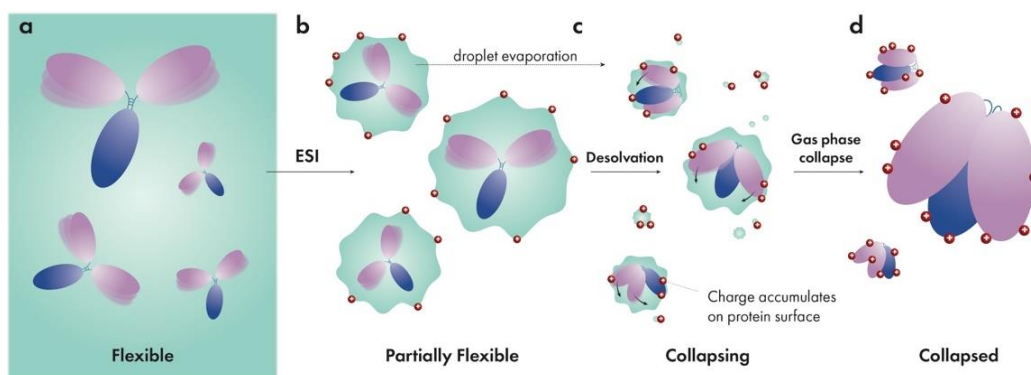 a
b
c
d
droplet evaporation
ESI
Desolvation
Gas phase
collapse
Charge accumulates
on protein surface
Flexible
Partially Flexible
Collapsing
Collapsed